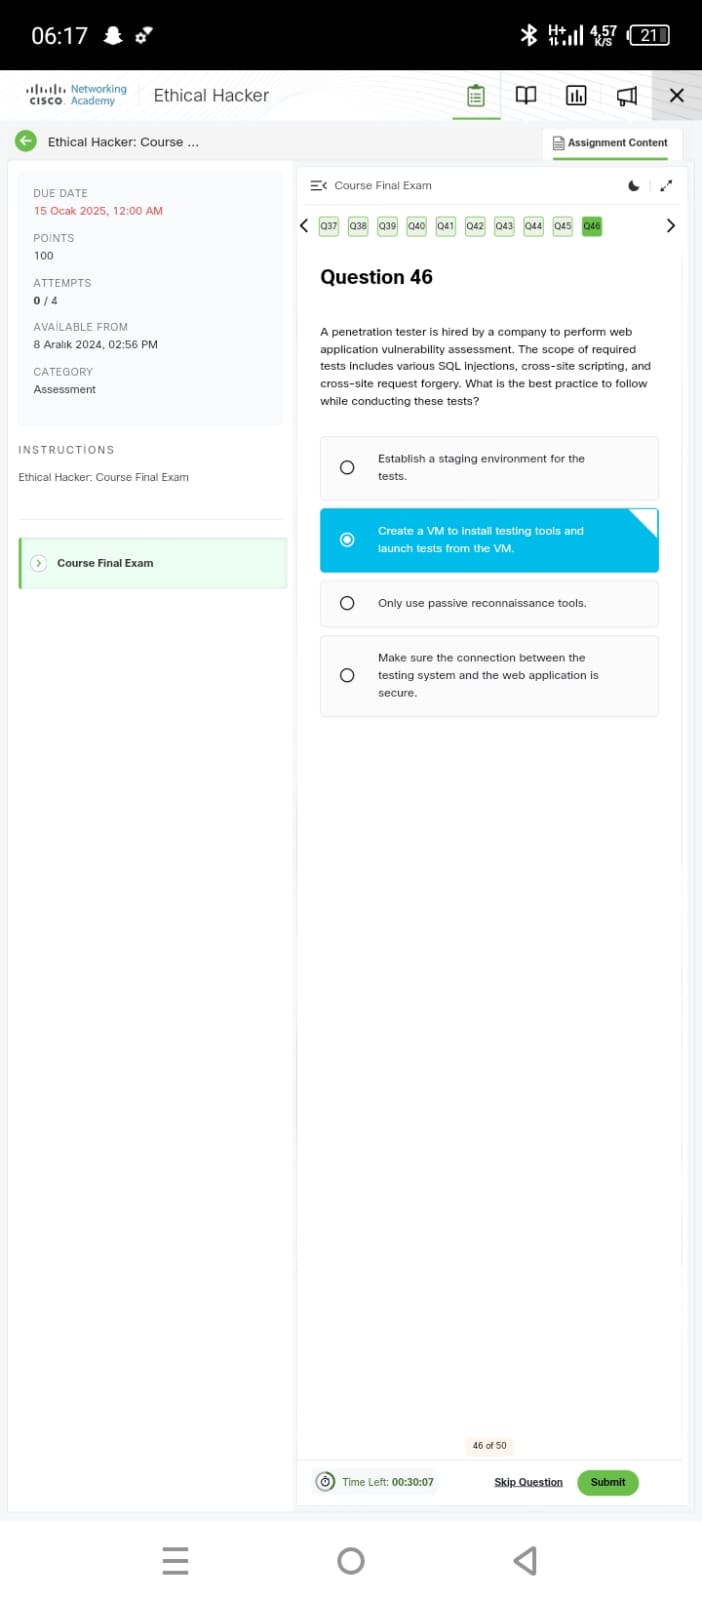 06:17
H+
4,57
K/S
21
cisco
Networking
Academy
Ethical Hacker
Ethical Hacker: Course ...
Assignment Content
DUE DATE
15 Ocak 2025, 12:00 AM
POİNTS
100
ATTEMPTS
0 / 4
AVAİLABLE FROM
8 Aralık 2024, 02:56 PM
CATEGORY
Assessment
INSTRUCTİONS
Ethical Hacker: Course Final Exam
Course Final Exam
Course Final Exam
Q37 Q38 Q39 Q40 Q41 Q42 Q43 Q44 Q45 Q46
Question 46
A penetration tester is hired by a company to perform web
application vulnerability assessment. The scope of required
tests includes various SQL injections, cross-site scripting, and
cross-site request forgery. What is the best practice to follow
while conducting these tests?
Establish a staging environment for the
tests.
Create a VM to install testing tools and
launch tests from the VM.
Only use passive reconnaissance tools.
Make sure the connection between the
testing system and the web application is
secure.
46 of 50
Time Left: 00:30:07
Skip Question
Submit